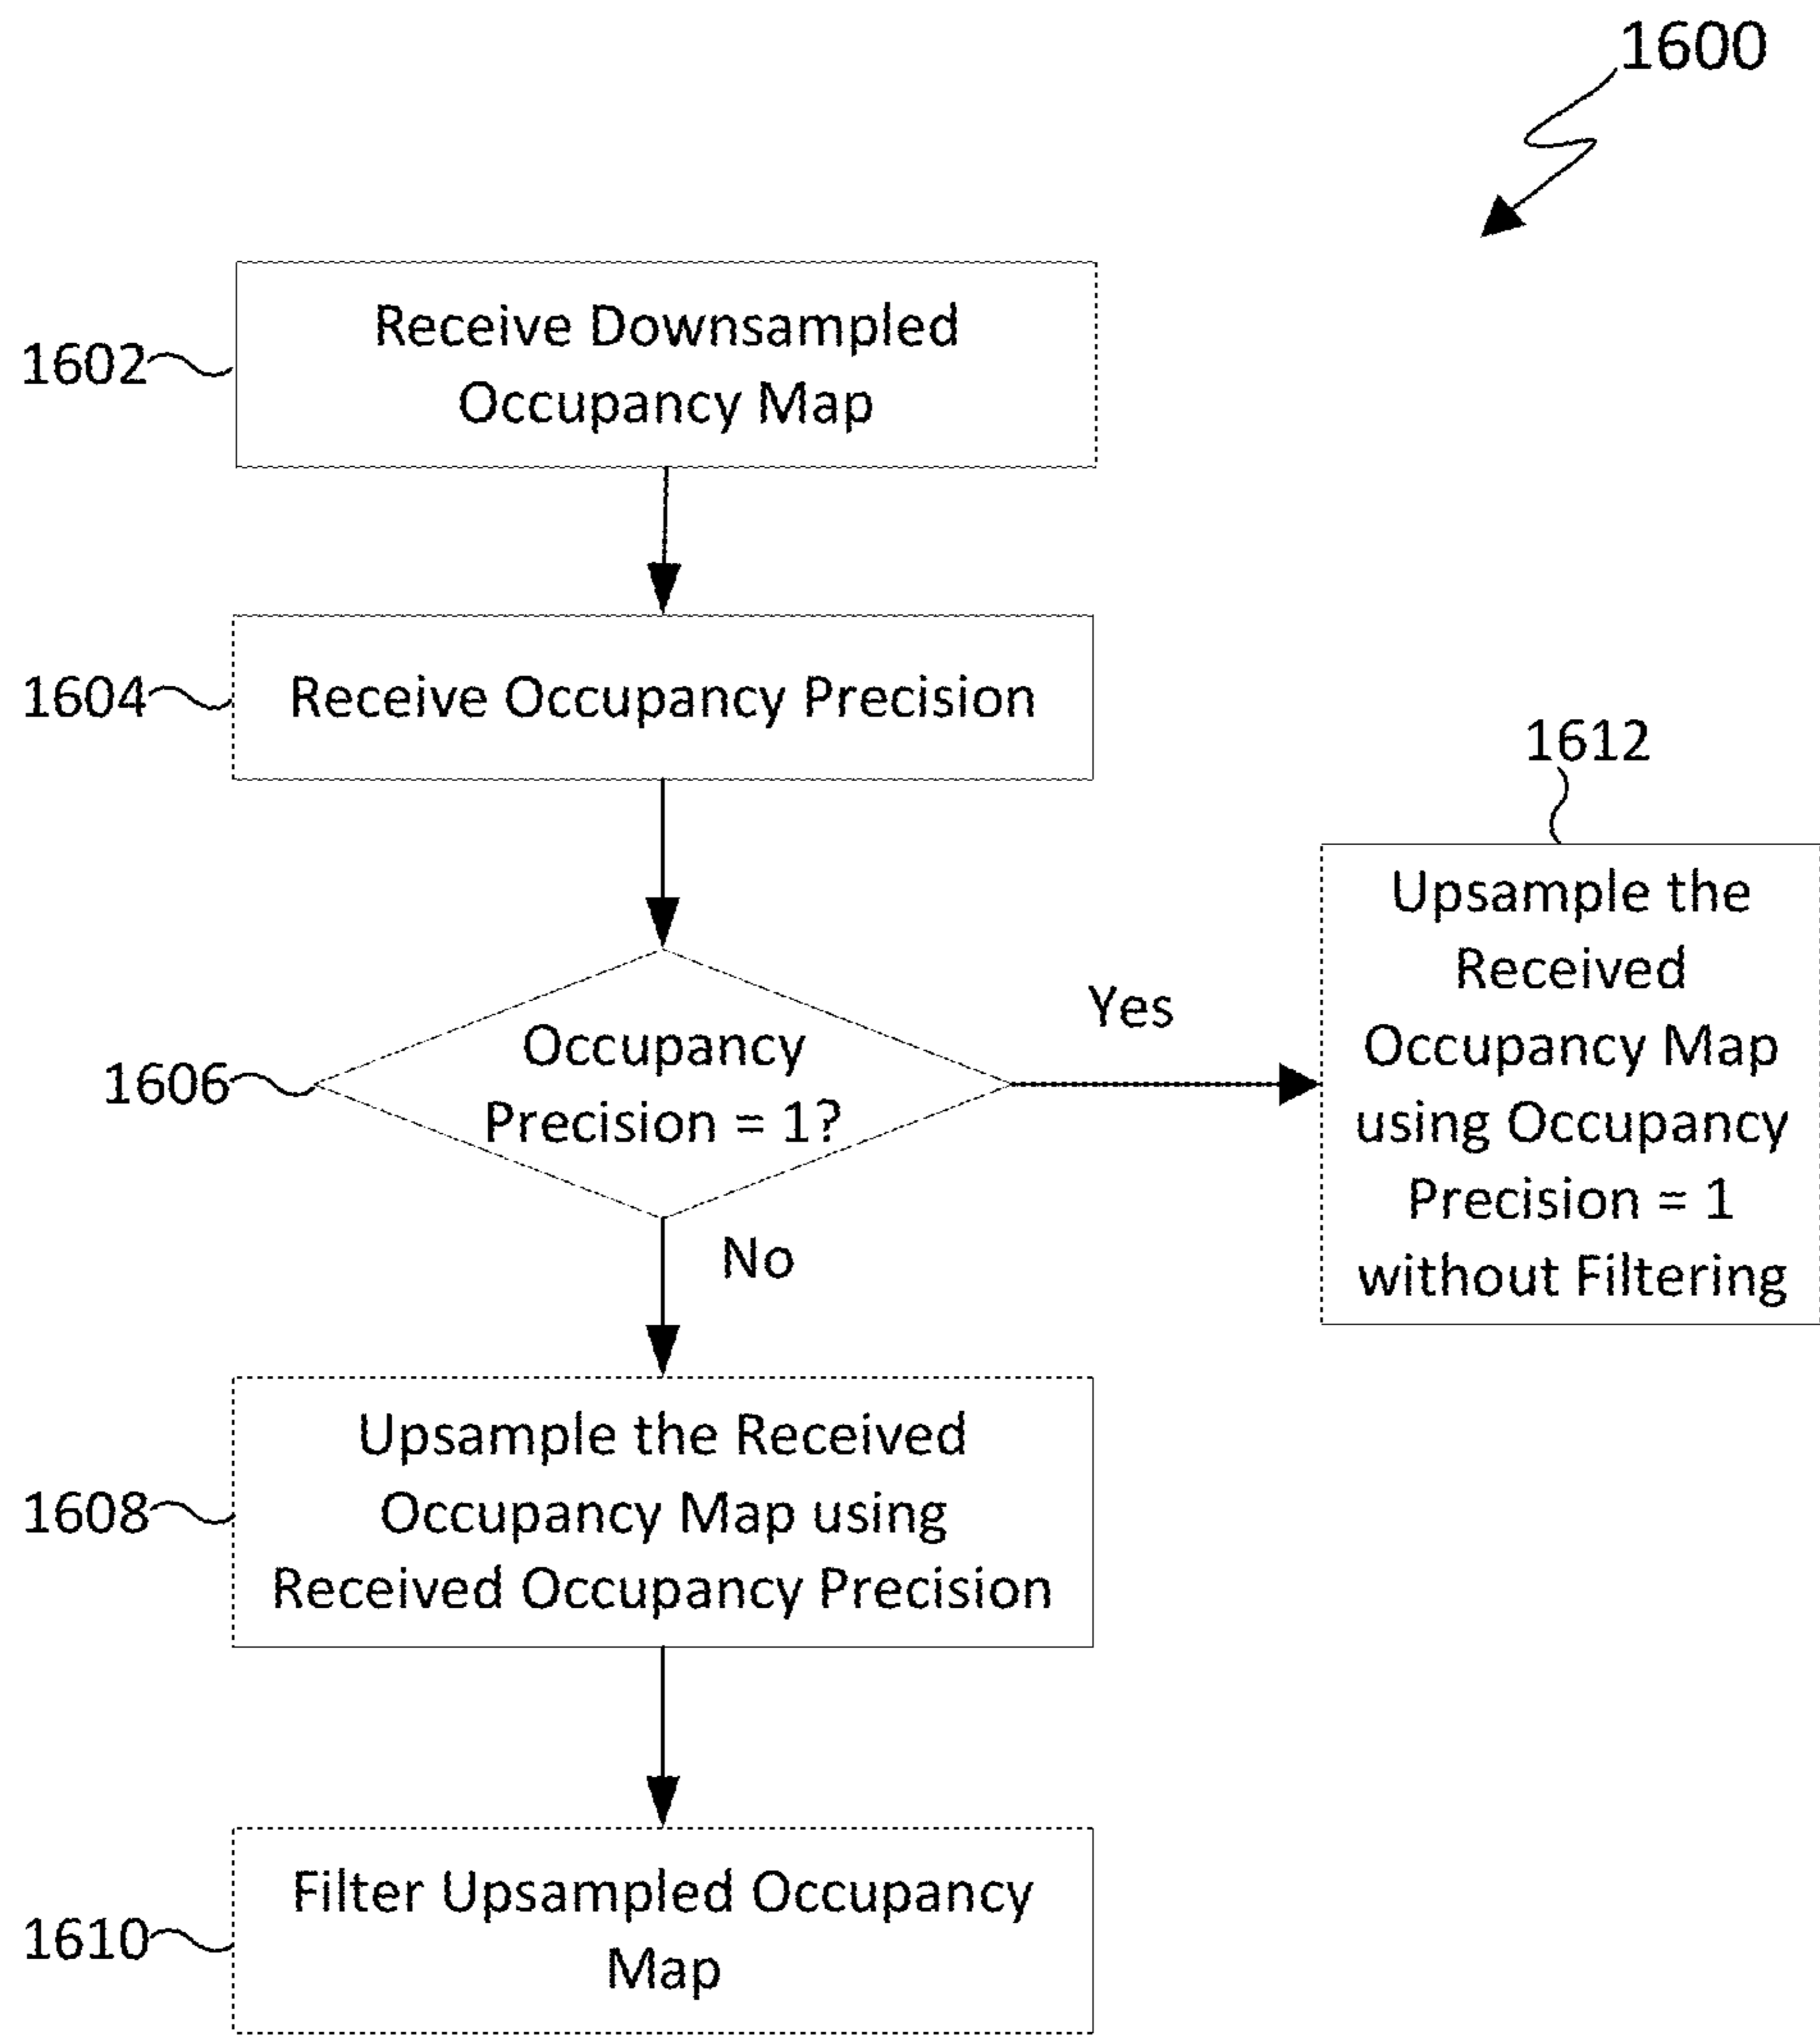 1600
1602
Receive Downsampled
Occupancy Map
1604
Receive Occupancy Precision
1606
Occupancy
Precision = 1?
Yes
1612
Upsample the
Received
Occupancy Map
using Occupancy
Precision = 1
without Filtering
No
1608
Upsample the Received
Occupancy Map using
Received Occupancy Precision
1610
Filter Upsampled Occupancy
Map